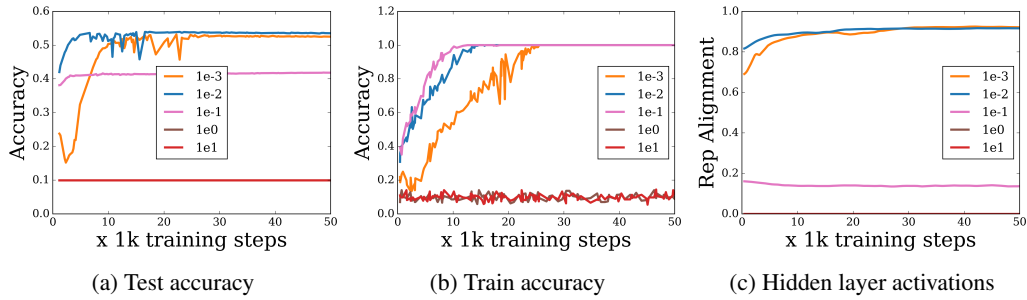 0.6
0.5
0.4
0.3
0.2
0.1
0.0
0
10
20
30
40
50
Accuracy
x 1k training steps
1e-3
1e-2
1e-1
1e0
1e1
(a) Test accuracy
1.2
1.0
0.8
0.6
0.4
0.2
0.0
0
10
20
30
40
50
Accuracy
x 1k training steps
1e-3
1e-2
1e-1
1e0
1e1
(b) Train accuracy
1.0
0.8
0.6
0.4
0.2
0.0
0
10
20
30
40
50
Rep Alignment
x 1k training steps
1e-3
1e-2
1e-1
1e0
1e1
(c) Hidden layer activations